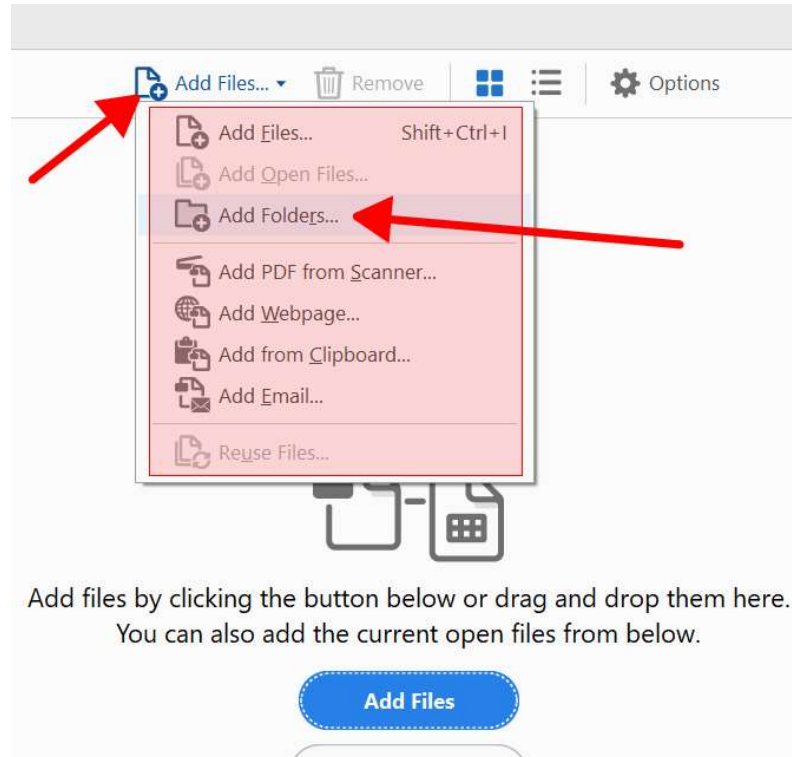 Add Files... Remove Options
Add Files... Shift+Ctrl+I
Add Open Files...
Add Folders...
Add PDF from Scanner...
Add Webpage...
Add from Clipboard...
Add Email...
Reuse Files...
Add files by clicking the button below or drag and drop them here.
You can also add the current open files from below.
Add Files